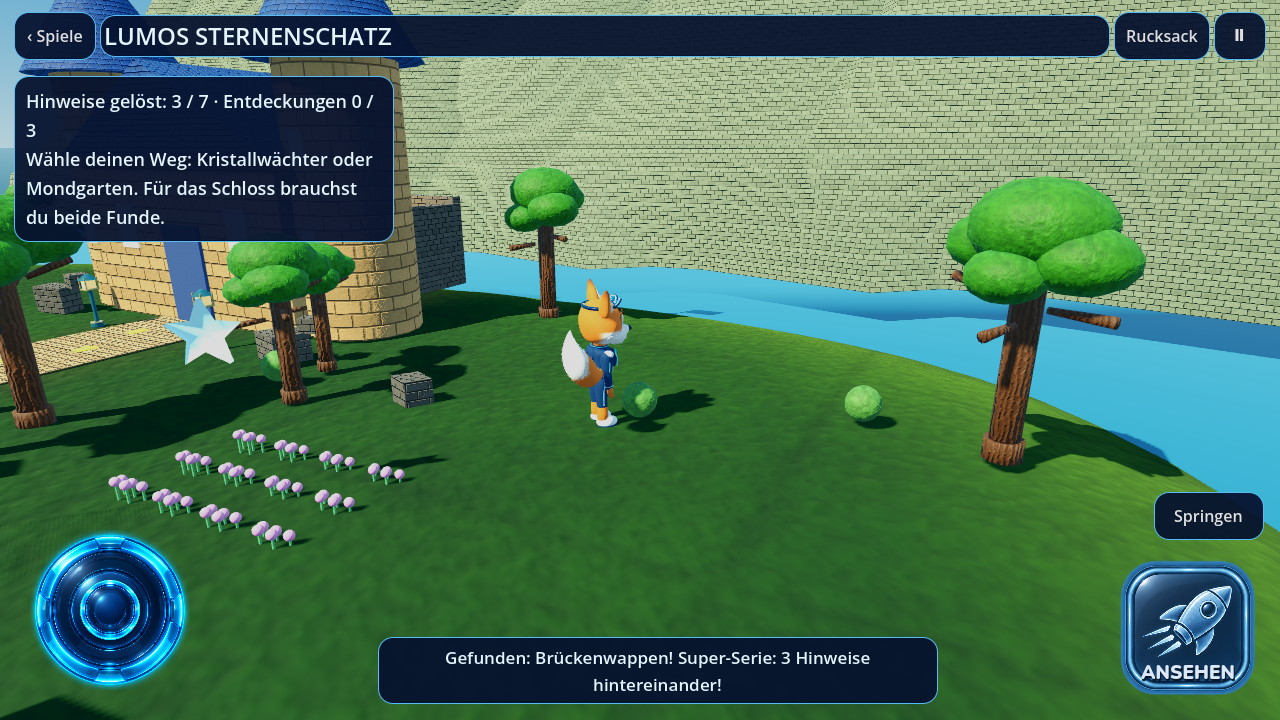 ‹ Spiele
LUMOS STERNENSCHATZ
Rucksack
Hinweise gelöst: 3 / 7 · Entdeckungen 0 /
3
Wähle deinen Weg: Kristallwächter oder
Mondgarten. Für das Schloss brauchst
du beide Funde.
Springen
ANSEHEN
Gefunden: Brückenwappen! Super-Serie: 3 Hinweise
hintereinander!